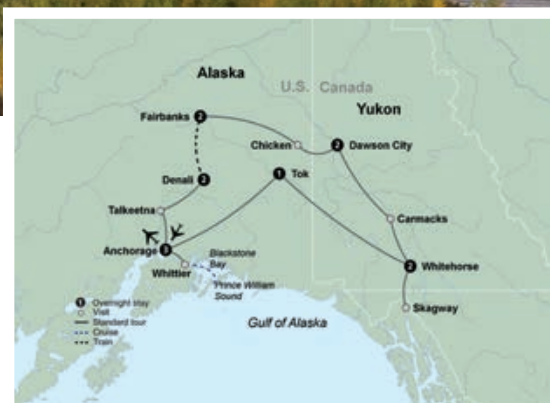 Alaska
U.S. Canada
Yukon
Fairbanks 2
Chicken
2 Dawson City
Denali 2
1 Tok
Talkeetna
Carmacks
Anchorage 3
Blackstone
Bay
Whittier
2 Whitehorse
Prince William
Sound
Skagway
Gulf of Alaska
1 Overnight stay
Visit
Standard tour
Cruise
Train